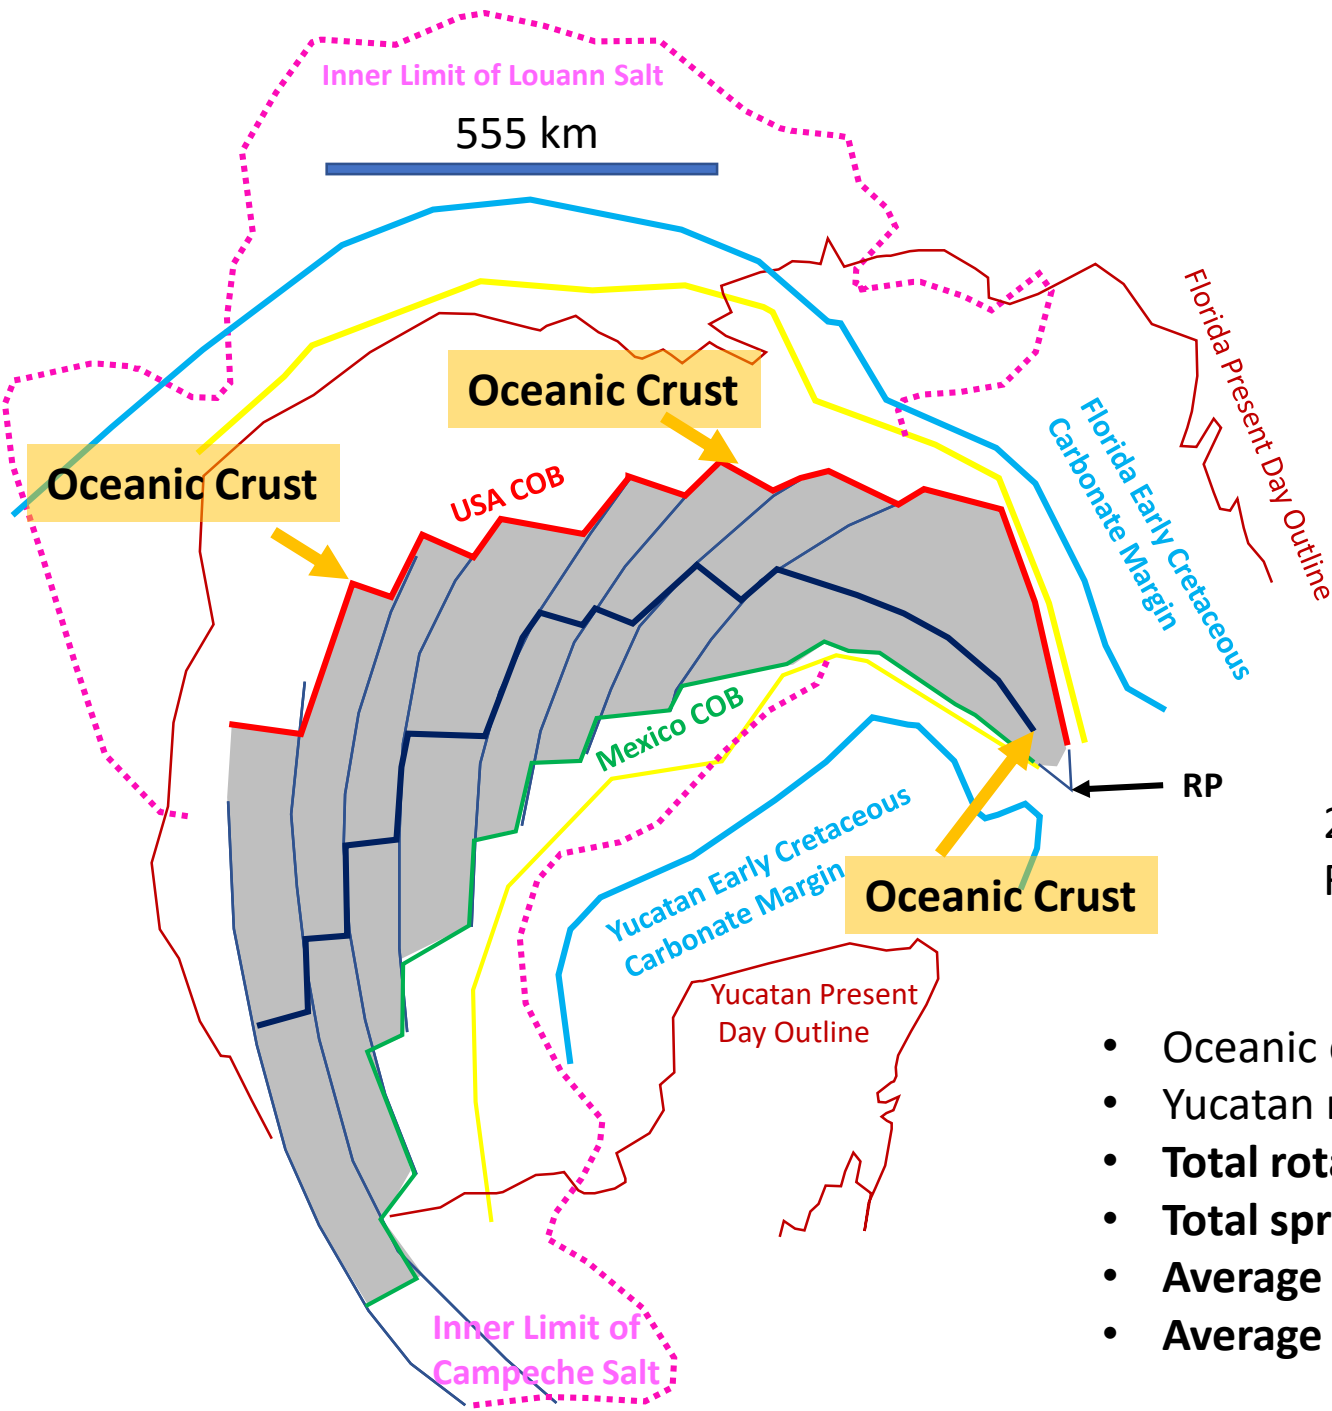 Inner Limit of Louann Salt
555 km
Florida Present Day Outline
Oceanic Crust
Florida Early Cretaceous
Carbonate Margin
Oceanic Crust
USA COB
Mexico COB
RP
Yucatan Early Cretaceous
Carbonate Margin
Oceanic Crust
Yucatan Present
Day Outline
• Oceanic
• Yucatan
• Total
• Total
• Average
• Average
Inner Limit of
Campeche Salt